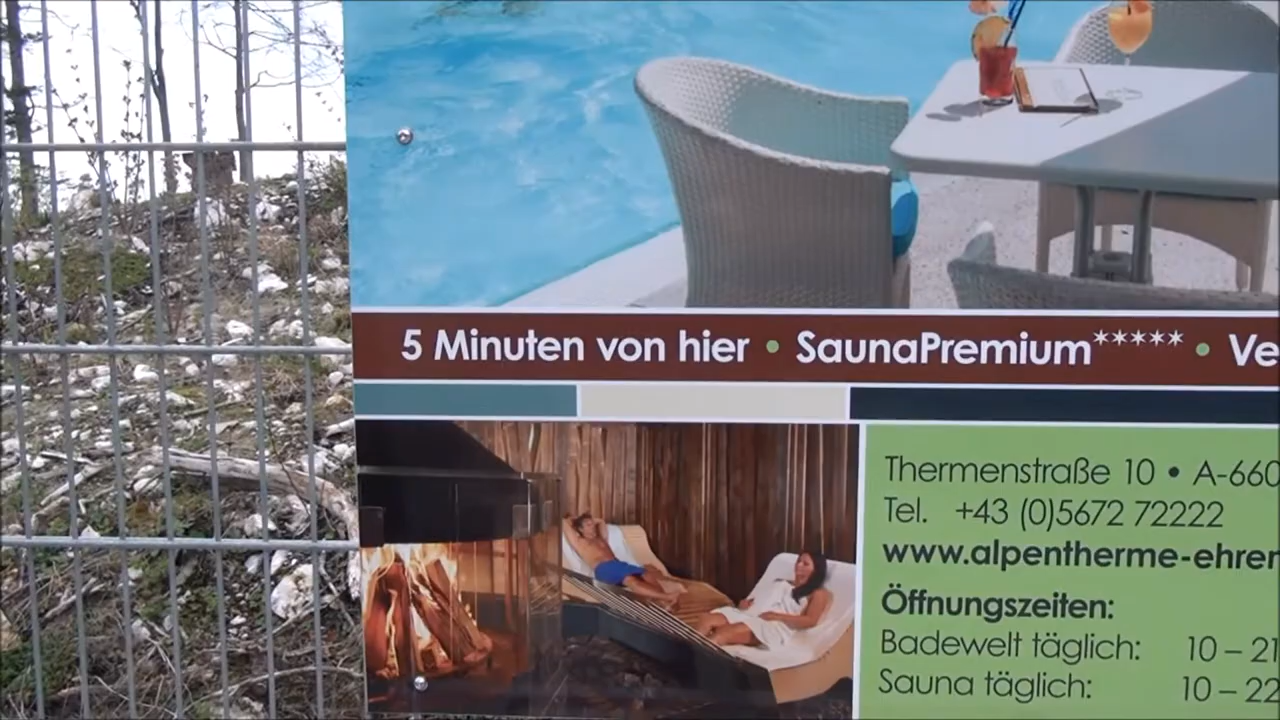 5 Minuten von hier • SaunaPremium***** • Ve
Thermenstraße 10 • A-660
Tel. +43 (0)5672 72222
www.alpentherme-ehren
Öffnungszeiten:
Badewelt täglich: 10 – 21
Sauna täglich: 10 – 22